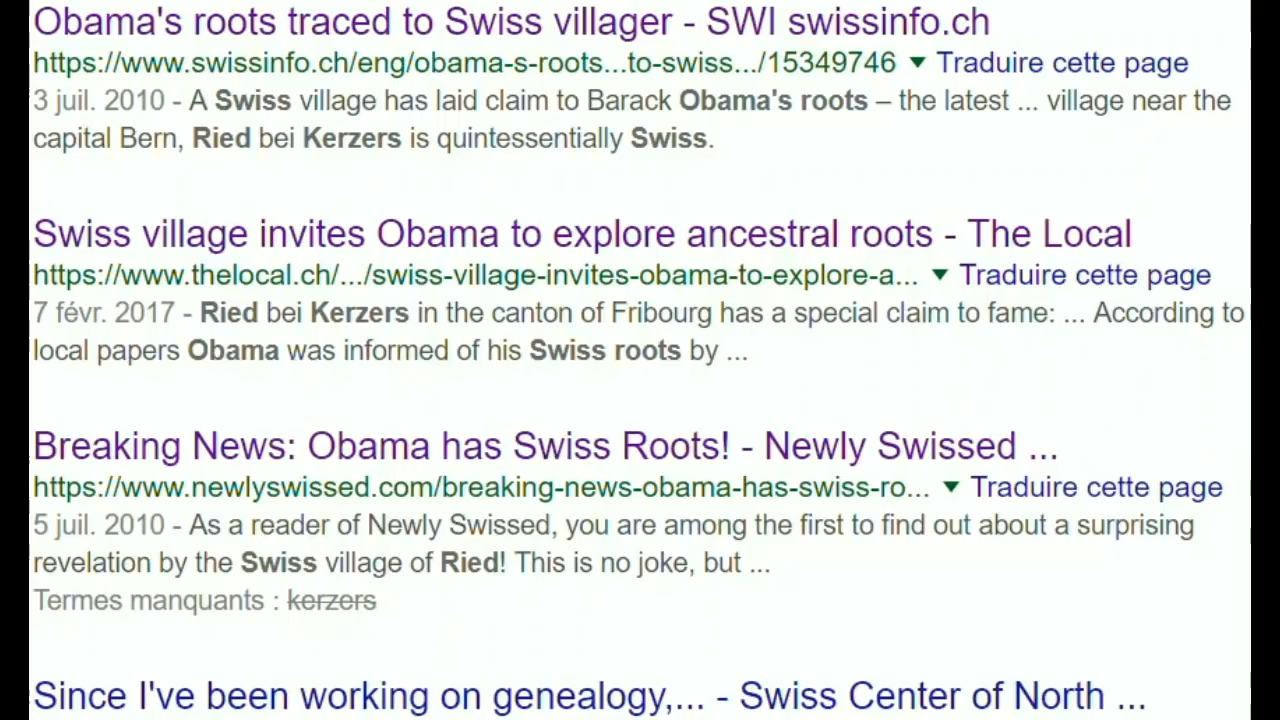 Obama's roots traced to Swiss villager - SWI swissinfo.ch
https://www.swissinfo.ch/eng/obama-s-roots...to-swiss.../15349746 ▼ Traduire cette page
3 juil. 2010 - A Swiss village has laid claim to Barack Obama's roots – the latest ... village near the
capital Bern, Ried bei Kerzers is quintessentially Swiss.
Swiss village invites Obama to explore ancestral roots - The Local
https://www.thelocal.ch/.../swiss-village-invites-obama-to-explore-a... ▼ Traduire cette page
7 févr. 2017 - Ried bei Kerzers in the canton of Fribourg has a special claim to fame: ... According to
local papers Obama was informed of his Swiss roots by ...
Breaking News: Obama has Swiss Roots! - Newly Swissed ...
https://www.newlyswissed.com/breaking-news-obama-has-swiss-ro... ▼ Traduire cette page
5 juil. 2010 - As a reader of Newly Swissed, you are among the first to find out about a surprising
revelation by the Swiss village of Ried! This is no joke, but ...
Termes manquants : kerzers
Since I've been working on genealogy,... - Swiss Center of North ...